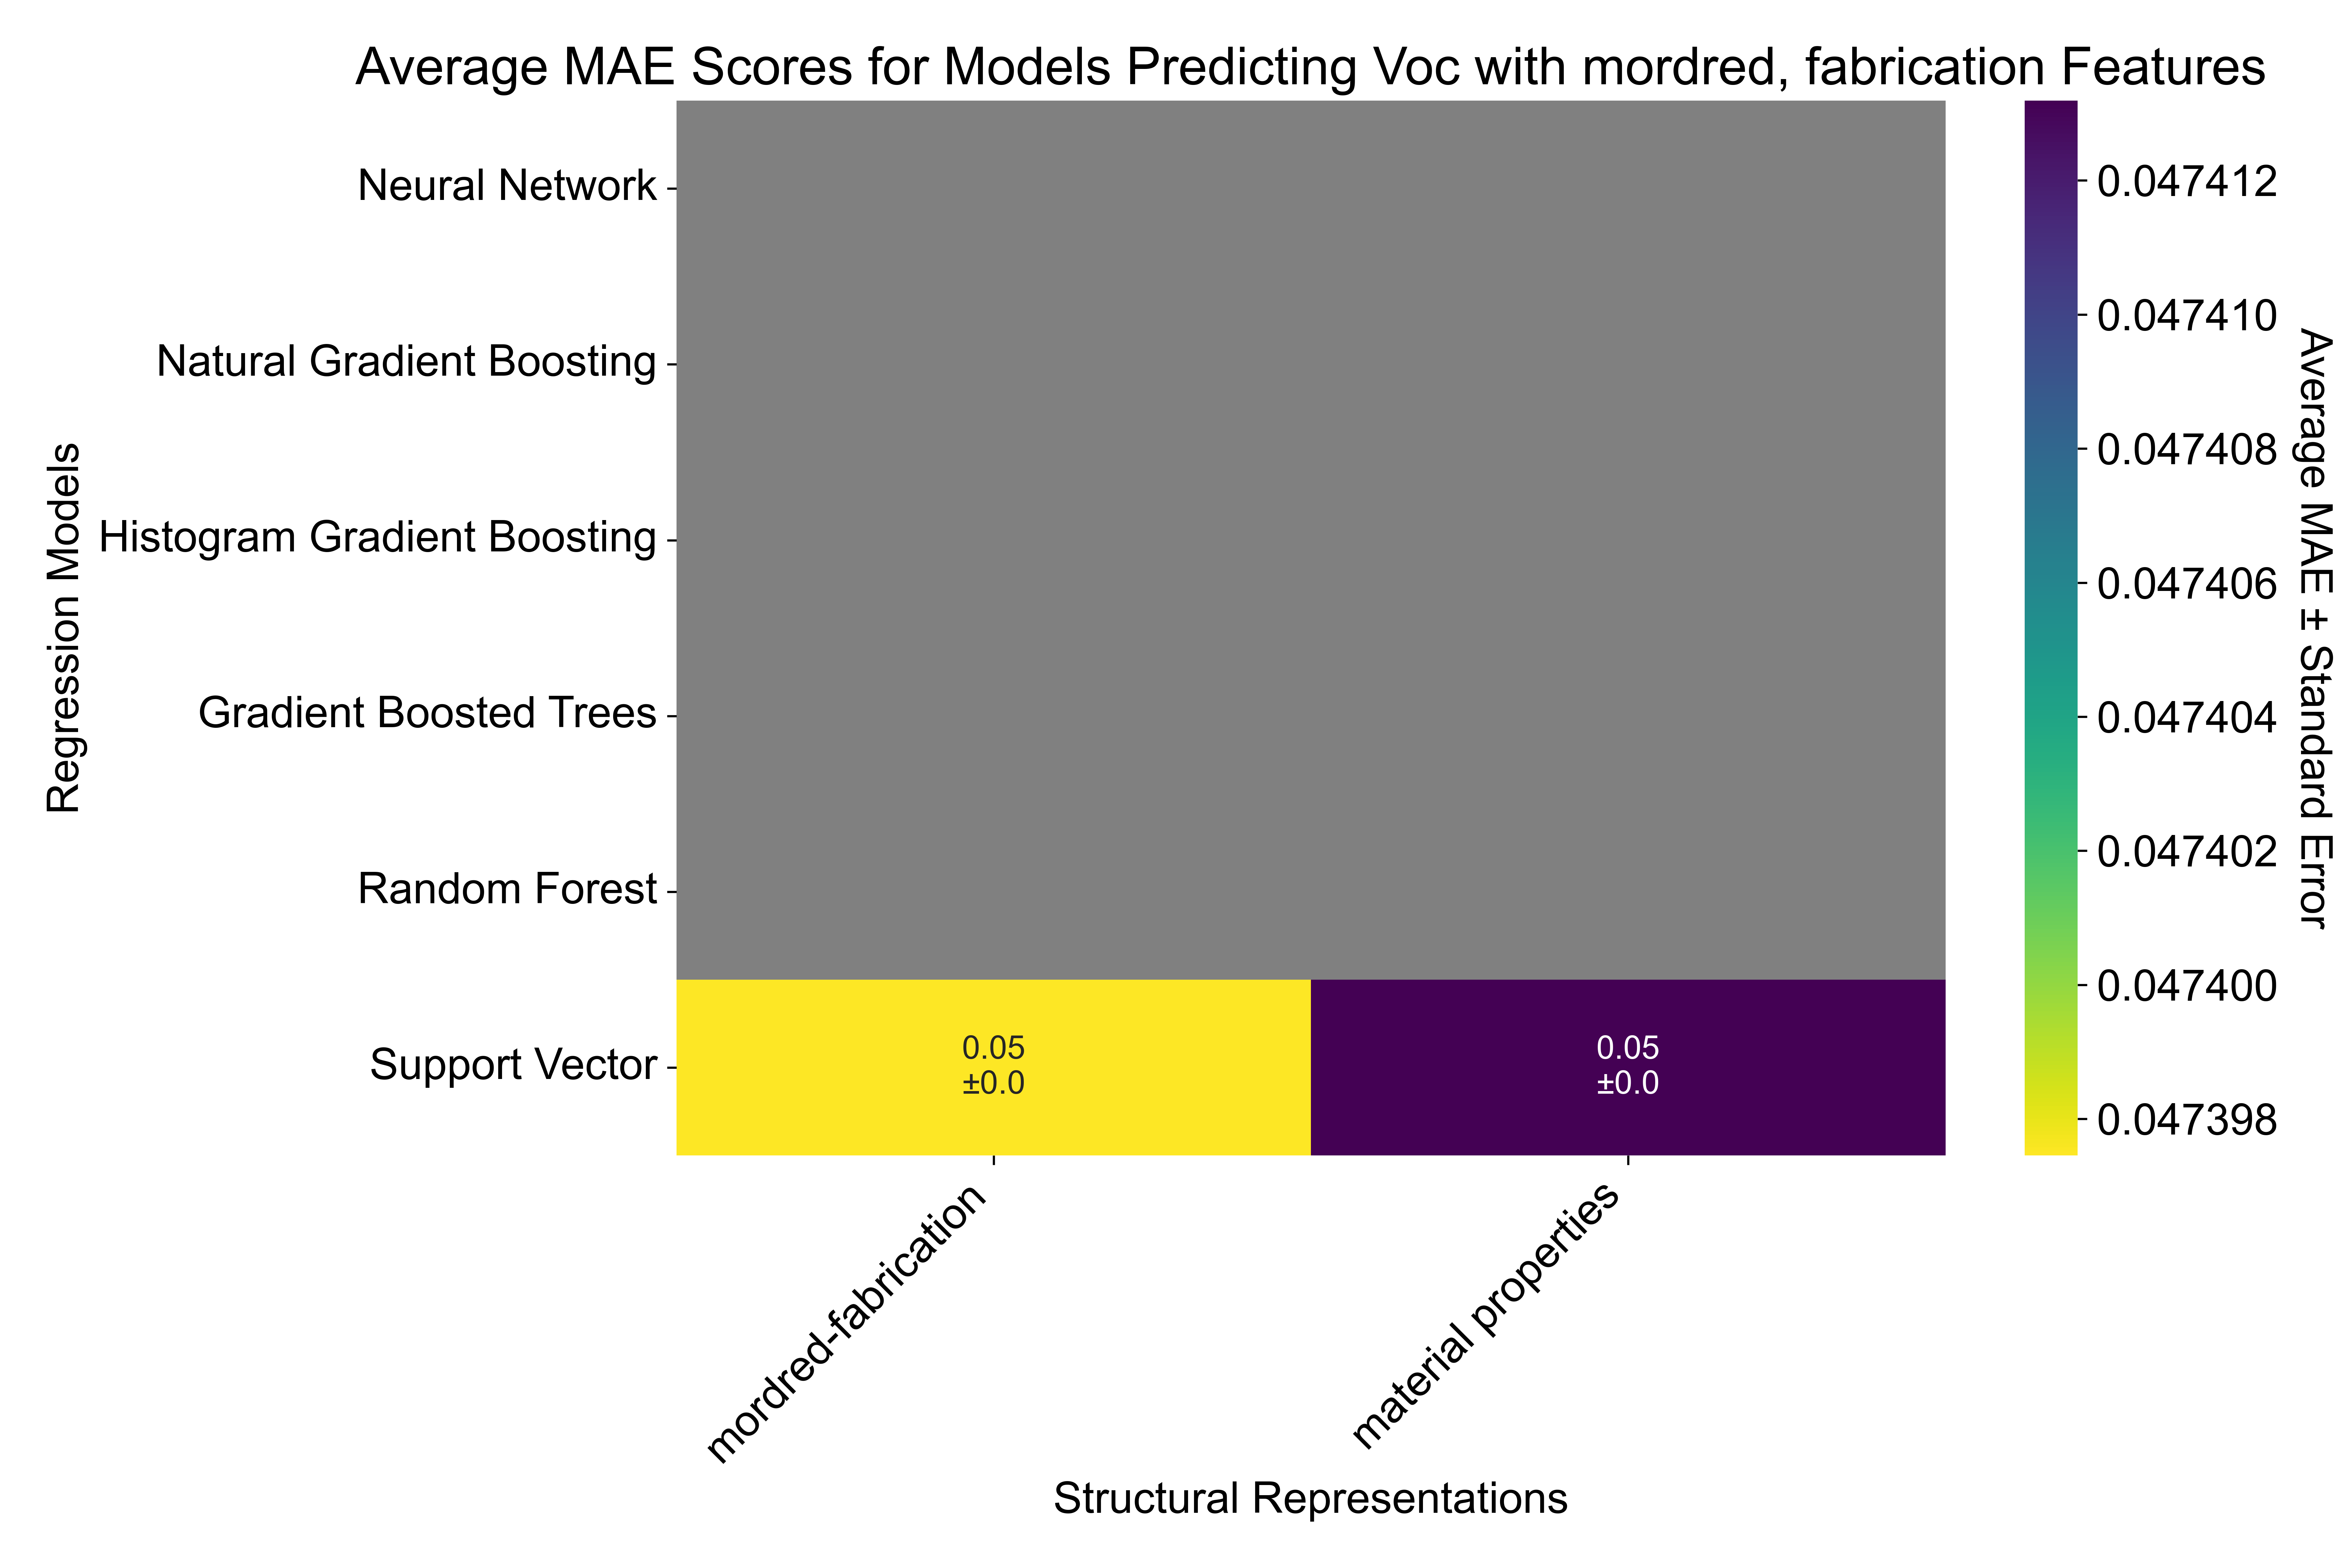 Average MAE Scores for Models Predicting Voc with mordred, fabrication Features
Regression Models
Neural Network
Natural Gradient Boosting
Histogram Gradient Boosting
Gradient Boosted Trees
Random Forest
Support Vector
0.05
±0.0
0.05
±0.0
mordred-fabrication
material properties
Structural Representations
0.047412
0.047410
0.047408
0.047406
0.047404
0.047402
0.047400
0.047398
Average MAE ± Standard Error